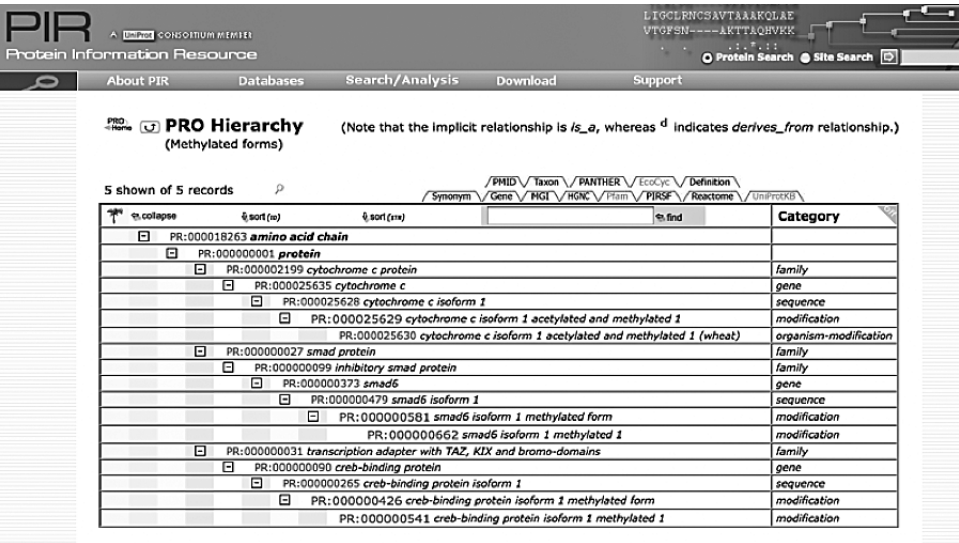 LIGCLRNCSAVTAAAKQLAE
VTGFSN----AKTTAQHVKK
PIR
A UniProt CONSORTIUM MEMBER
Protein Information Resource
Protein Search Site Search
About PIR Databases Search/Analysis Download Support
PRO Home PRO Hierarchy (Note that the implicit relationship is is_a, whereas d indicates derives_from relationship.)
(Methylated forms)
5 shown of 5 records
PMID Taxon PANTHER EcoCyc Definition
Synonym Gene MGI HGNC Pfam PIRSF Reactome UniProtKB
collapse sort (ID) sort find Category
PR:000018263 amino acid chain
PR:000000001 protein
PR:000002199 cytochrome c protein family
PR:000025635 cytochrome c gene
PR:000025628 cytochrome c isoform 1 sequence
PR:000025629 cytochrome c isoform 1 acetylated and methylated 1 modification
PR:000025630 cytochrome c isoform 1 acetylated and methylated 1 (wheat) organism-modification
PR:000000027 smad protein family
PR:000000099 inhibitory smad protein family
PR:000000373 smad6 gene
PR:000000479 smad6 isoform 1 sequence
PR:000000581 smad6 isoform 1 methylated form modification
PR:000000662 smad6 isoform 1 methylated 1 modification
PR:000000031 transcription adapter with TAZ, KIX and bromo-domains family
PR:000000090 creb-binding protein gene
PR:000000265 creb-binding protein isoform 1 sequence
PR:000000426 creb-binding protein isoform 1 methylated form modification
PR:000000541 creb-binding protein isoform 1 methylated 1 modification